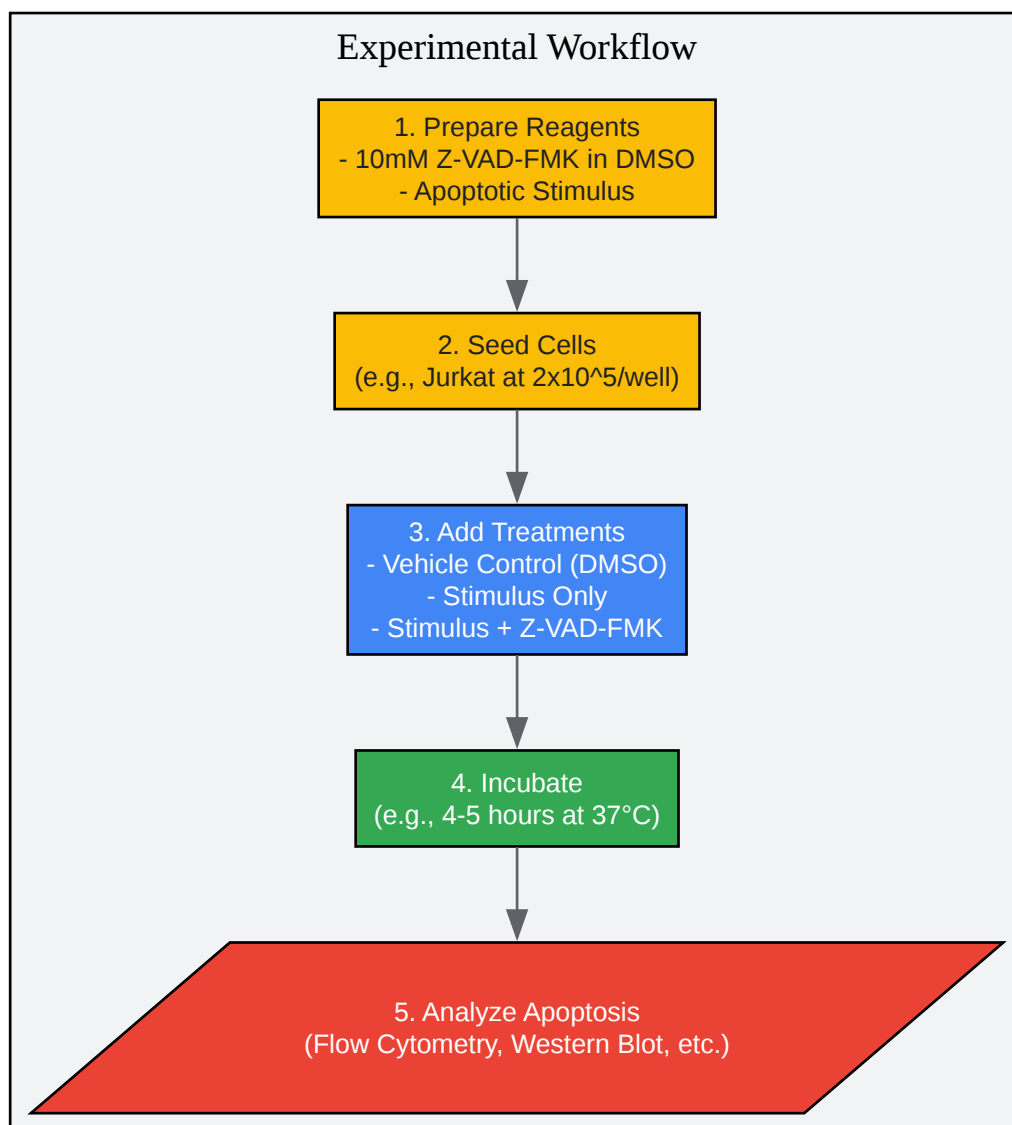 Experimental Workflow
1. Prepare Reagents
- 10mM Z-VAD-FMK in DMSO
- Apoptotic Stimulus
2. Seed Cells
(e.g., Jurkat at 2x10^5/well)
3. Add Treatments
- Vehicle Control (DMSO)
- Stimulus Only
- Stimulus + Z-VAD-FMK
4. Incubate
(e.g., 4-5 hours at 37°C)
5. Analyze Apoptosis
(Flow Cytometry, Western Blot, etc.)